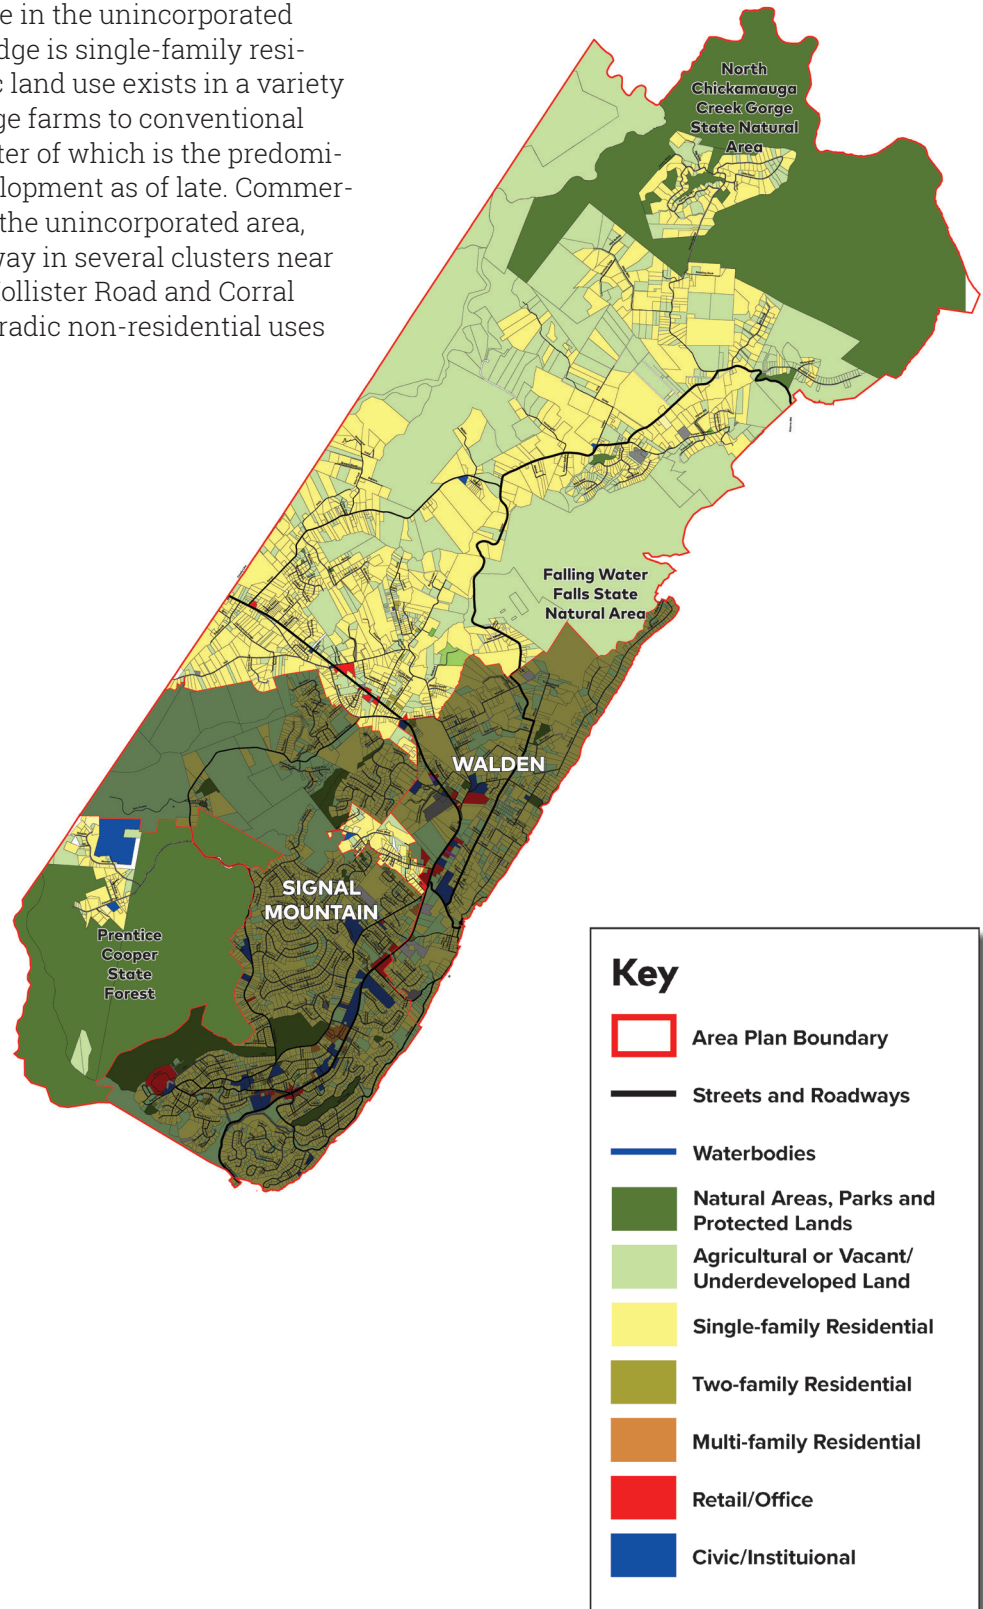 e in the unincorporated
dge is single-family resi-
c land use exists in a variety
ge farms to conventional
ter of which is the predomi-
elopment as of late. Commer-
the unincorporated area,
way in several clusters near
Hollister Road and Corral
radic non-residential uses
North
Chickamauga
Creek Gorge
State Natural
Area
Falling Water
Falls State
Natural Area
WALDEN
SIGNAL
MOUNTAIN
Prentice
Cooper
State
Forest
Key
Area Plan Boundary
Streets and Roadways
Waterbodies
Natural Areas, Parks and
Protected Lands
Agricultural or Vacant/
Underdeveloped Land
Single-family Residential
Two-family Residential
Multi-family Residential
Retail/Office
Civic/Instituional